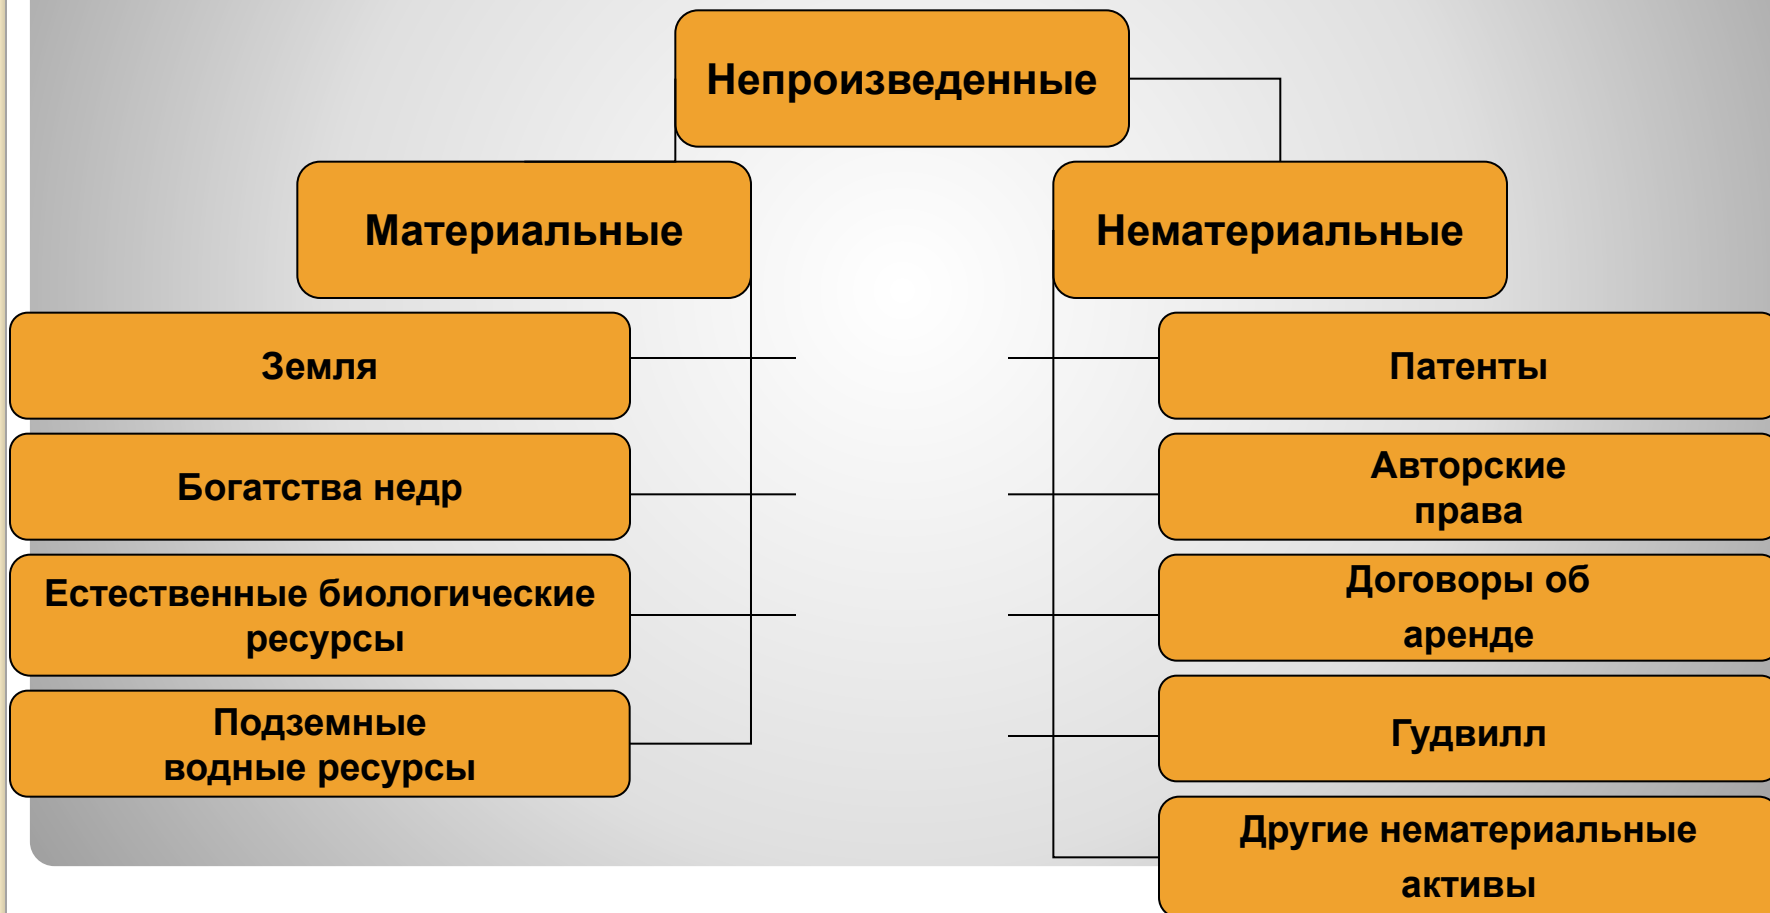 Непроизведенные
Материальные
Нематериальные
Земля
Богатства недр
Естественные биологические
ресурсы
Подземные
водные ресурсы
Патенты
Авторские
права
Договоры об
аренде
Гудвилл
Другие нематериальные
активы